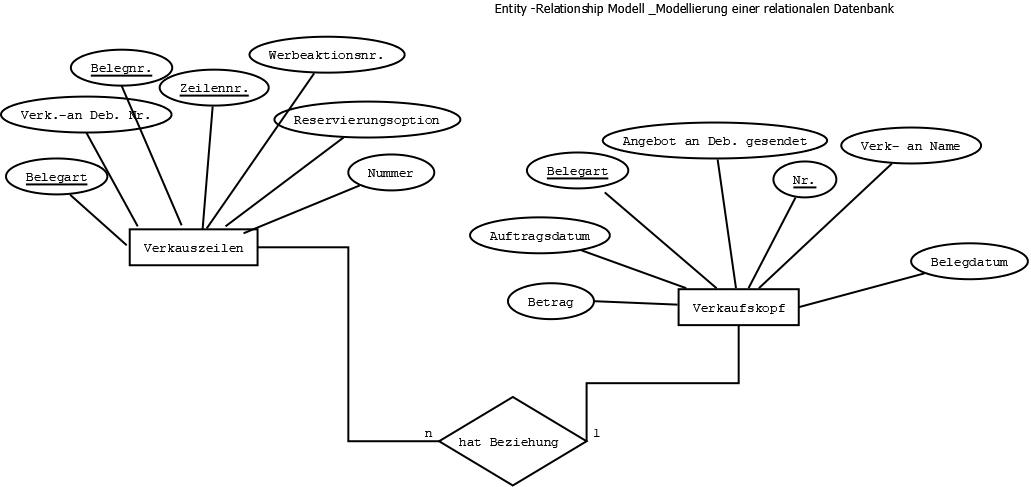 Entity -Relationship Modell _Modellierung einer relationalen Datenbank
Werbeaktionsnr.
Belegnr.
Zeilennr.
Verk.-an Deb. Nr.
Reservierungsoption
Belegart
Nummer
Verkauszeilen
Angebot an Deb. gesendet
Verk- an Name
Belegart
Nr.
Auftragsdatum
Belegdatum
Betrag
Verkaufskopf
n
hat Beziehung
1